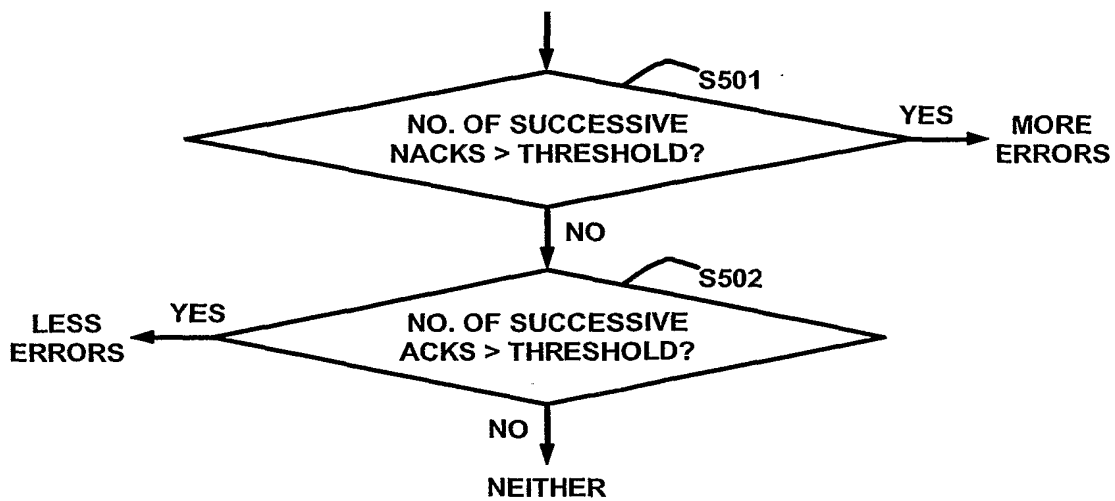 S501
NO. OF SUCCESSIVE
NACKS > THRESHOLD?
YES
MORE
ERRORS
NO
S502
NO. OF SUCCESSIVE
ACKS > THRESHOLD?
YES
LESS
ERRORS
NO
NEITHER